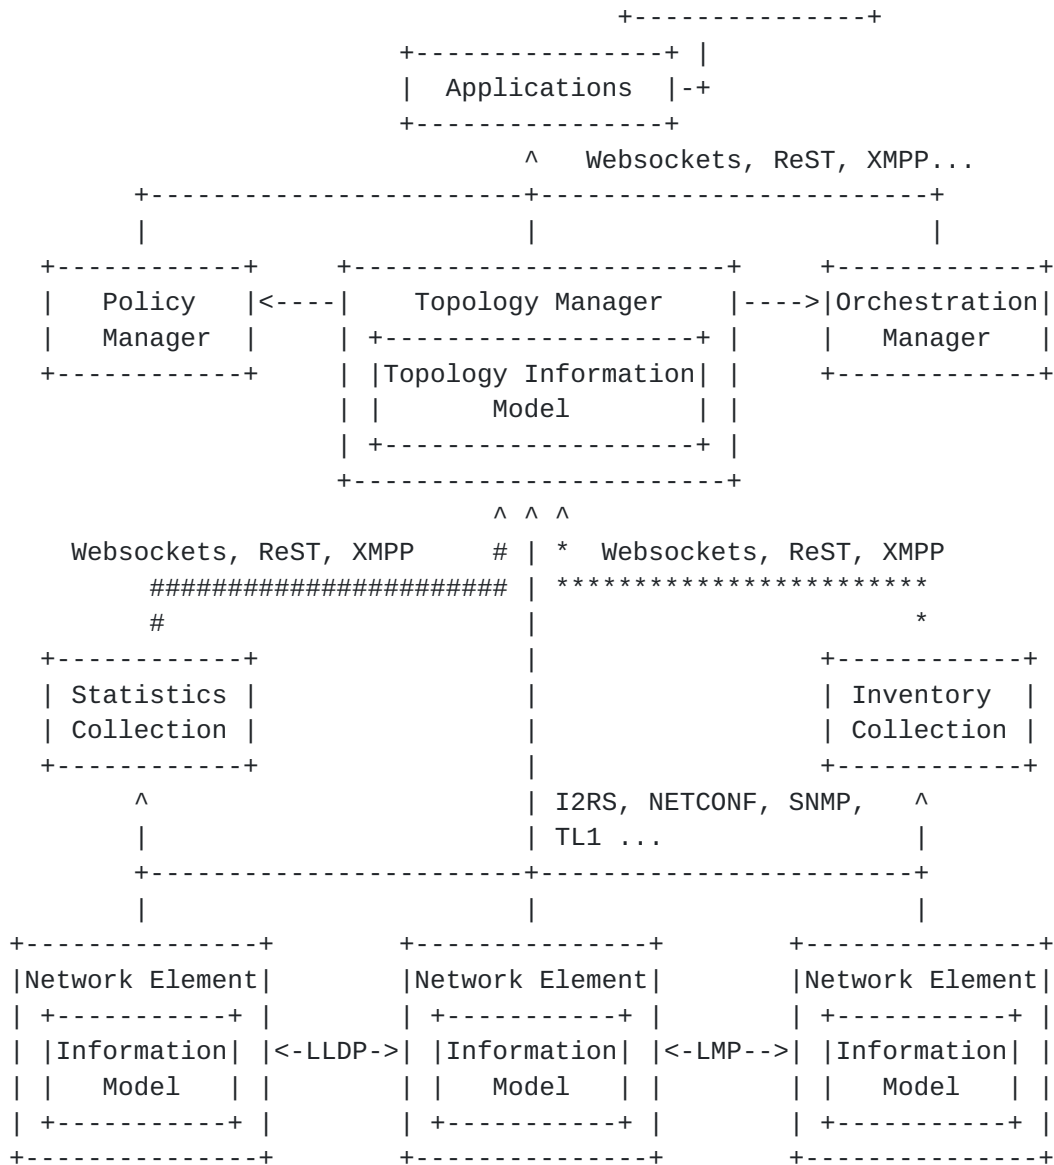 +---------------+
                         +----------------+ |
                         |  Applications  |-+
                         +----------------+
                                 ^   Websockets, ReST, XMPP...
        +------------------------+-------------------------+
        |                        |                         |
  +------------+     +------------------------+     +-------------+
  |   Policy   |<----|    Topology Manager    |---->|Orchestration|
  |   Manager  |     | +--------------------+ |     |   Manager   |
  +------------+     | |Topology Information| |     +-------------+
                     | |       Model        | |
                     | +--------------------+ |
                     +------------------------+
                               ^ ^ ^
    Websockets, ReST, XMPP     # | *  Websockets, ReST, XMPP
         ####################### | ************************
         #                       |                        *
  +------------+                 |                  +------------+
  | Statistics |                 |                  | Inventory  |
  | Collection |                 |                  | Collection |
  +------------+                 |                  +------------+
        ^                        | I2RS, NETCONF, SNMP,   ^
        |                        | TL1 ...                |
        +------------------------+------------------------+
        |                        |                        |
+---------------+        +---------------+        +---------------+
|Network Element|        |Network Element|        |Network Element|
| +-----------+ |        | +-----------+ |        | +-----------+ |
| |Information| |<-LLDP->| |Information| |<-LMP-->| |Information| |
| |   Model   | |        | |   Model   | |        | |   Model   | |
| +-----------+ |        | +-----------+ |        | +-----------+ |
+---------------+        +---------------+        +---------------+